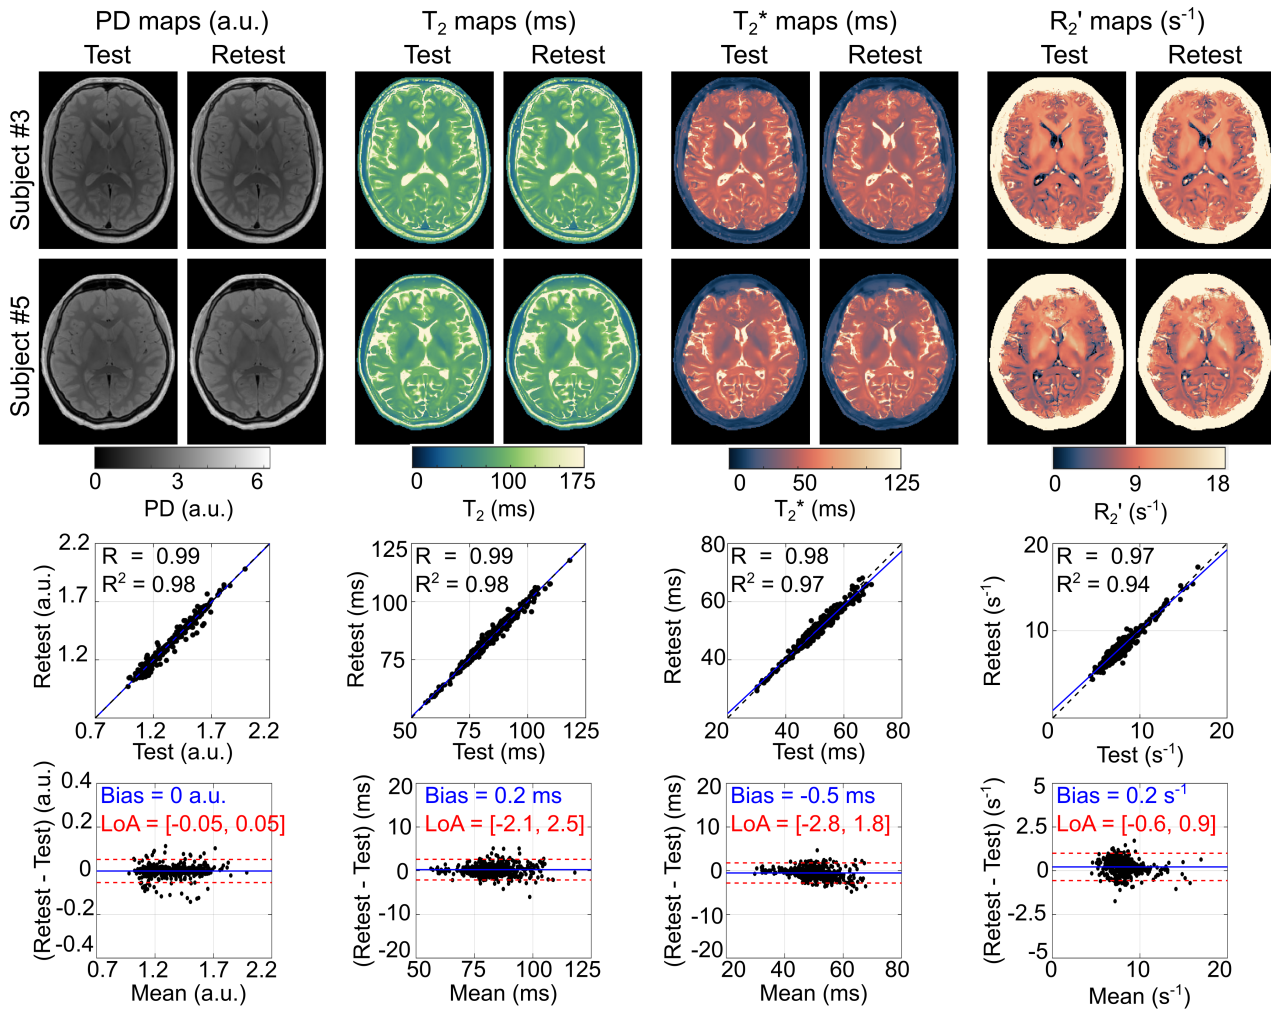 PD maps (a.u.)
T₂ maps (ms)
T₂* maps (ms)
R₂' maps (s⁻¹)
Test
Retest
Test
Retest
Test
Retest
Test
Retest
Subject #3
Subject #5
0 3 6
PD (a.u.)
0 100 175
T₂ (ms)
0 50 125
T₂* (ms)
0 9 18
R₂' (s⁻¹)
Retest (a.u.)
2.2
1.7
1.2
R = 0.99
R² = 0.98
0.7 1.2 1.7 2.2
Test (a.u.)
Retest (ms)
125
100
75
R = 0.99
R² = 0.98
50 75 100 125
Test (ms)
Retest (ms)
80
60
40
R = 0.98
R² = 0.97
20 40 60 80
Test (ms)
Retest (s⁻¹)
20
10
R = 0.97
R² = 0.94
0 10 20
Test (s⁻¹)
(Retest - Test) (a.u.)
0.4
0.2
0
-0.2
-0.4
Bias = 0 a.u.
LoA = [-0.05, 0.05]
0.7 1.2 1.7 2.2
Mean (a.u.)
(Retest - Test) (ms)
20
10
0
-10
-20
Bias = 0.2 ms
LoA = [-2.1, 2.5]
50 75 100 125
Mean (ms)
(Retest - Test) (ms)
20
10
0
-10
-20
Bias = -0.5 ms
LoA = [-2.8, 1.8]
20 40 60 80
Mean (ms)
(Retest - Test) (s⁻¹)
5
2.5
0
-2.5
-5
Bias = 0.2 s⁻¹
LoA = [-0.6, 0.9]
0 10 20
Mean (s⁻¹)